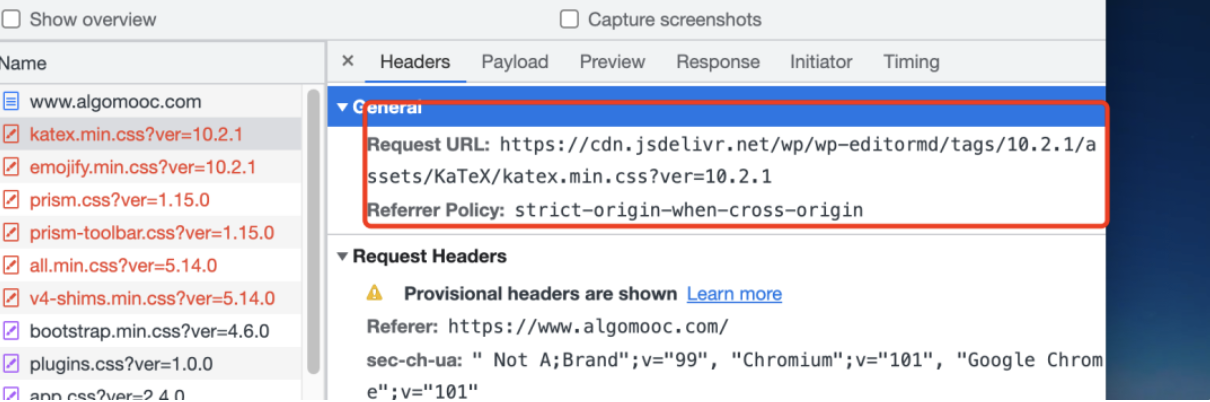 Show overview
Capture screenshots
Name
Headers Payload Preview Response Initiator Timing
www.algomooc.com
katex.min.css?ver=10.2.1
emojify.min.css?ver=10.2.1
prism.css?ver=1.15.0
prism-toolbar.css?ver=1.15.0
all.min.css?ver=5.14.0
v4-shims.min.css?ver=5.14.0
bootstrap.min.css?ver=4.6.0
plugins.css?ver=1.0.0
app.css?ver=2.4.0
General
Request URL: https://cdn.jsdelivr.net/wp/wp-editormd/tags/10.2.1/a
ssets/KaTeX/katex.min.css?ver=10.2.1
Referrer Policy: strict-origin-when-cross-origin
Request Headers
Provisional headers are shown Learn more
Referer: https://www.algomooc.com/
sec-ch-ua: " Not A;Brand";v="99", "Chromium";v="101", "Google Chrom
e";v="101"